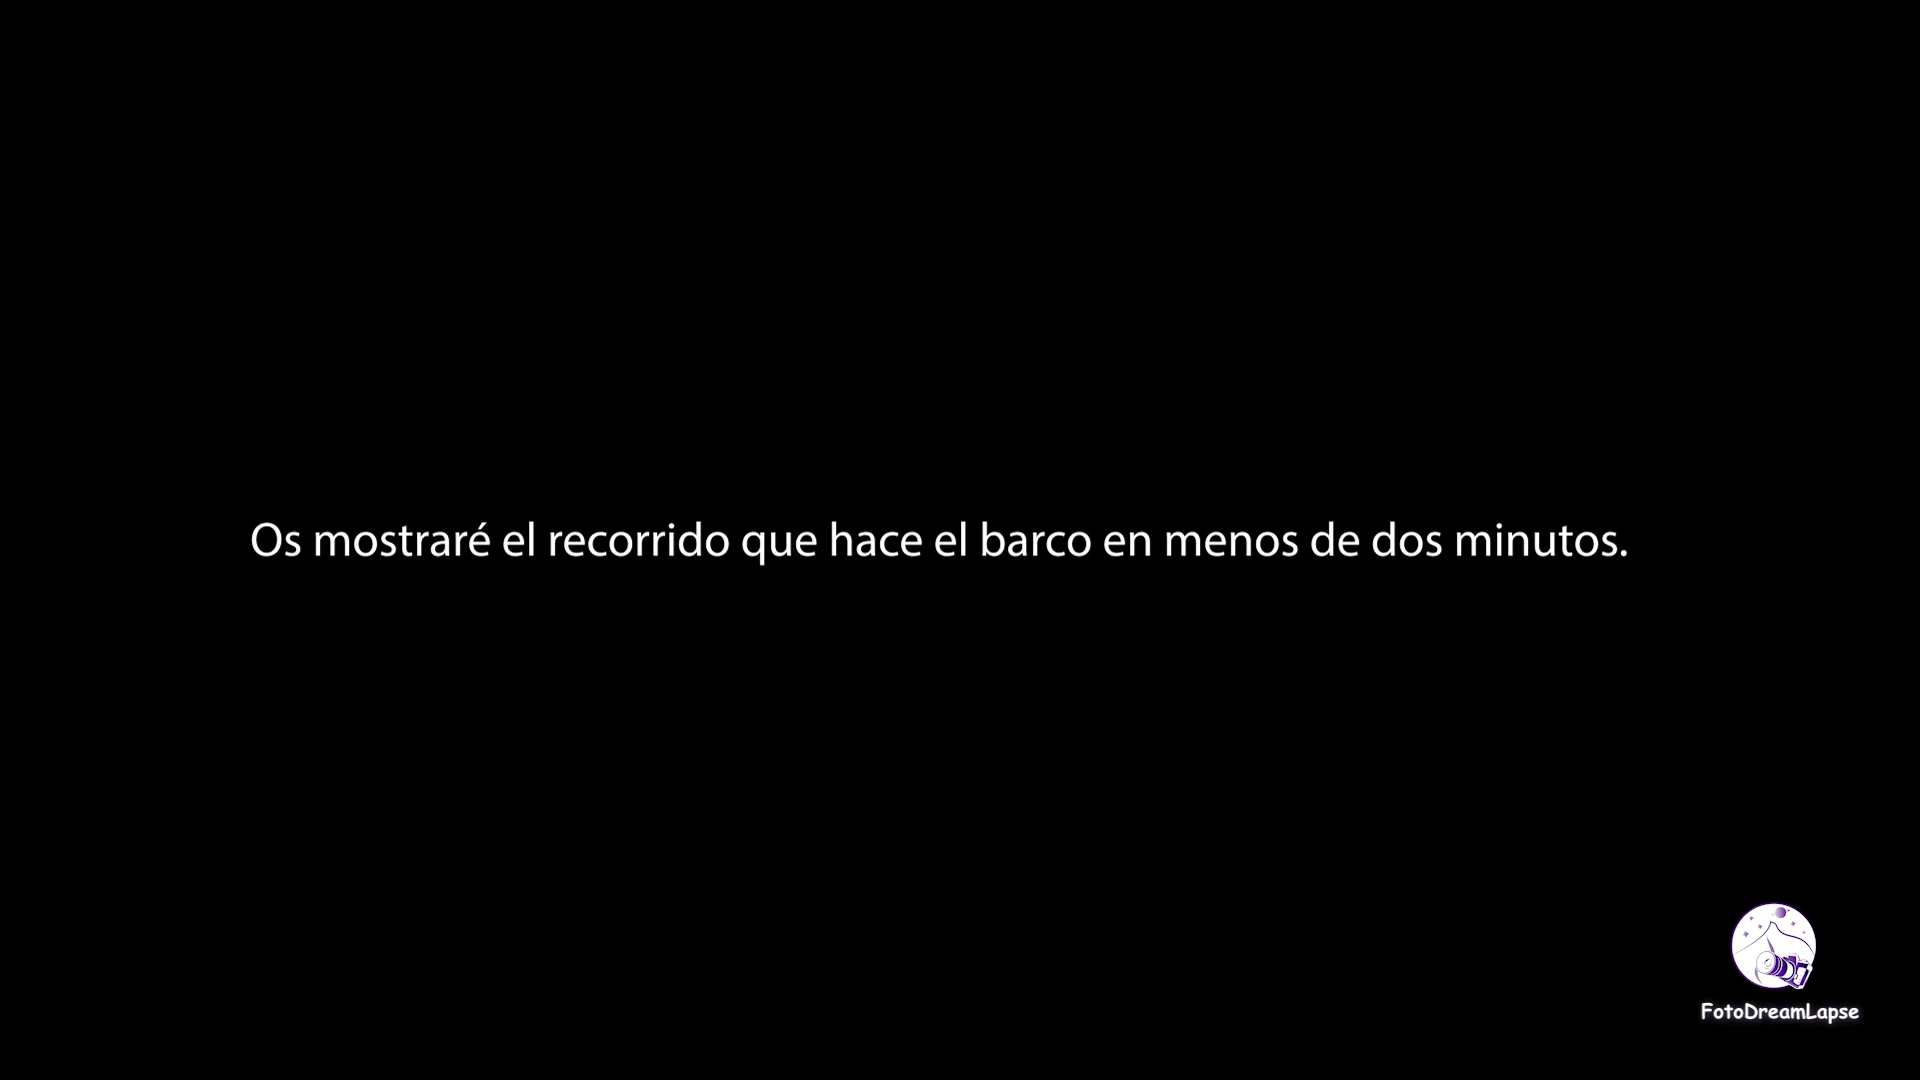 Os mostraré el recorrido que hace el barco en menos de dos minutos.
FotoDreamLapse